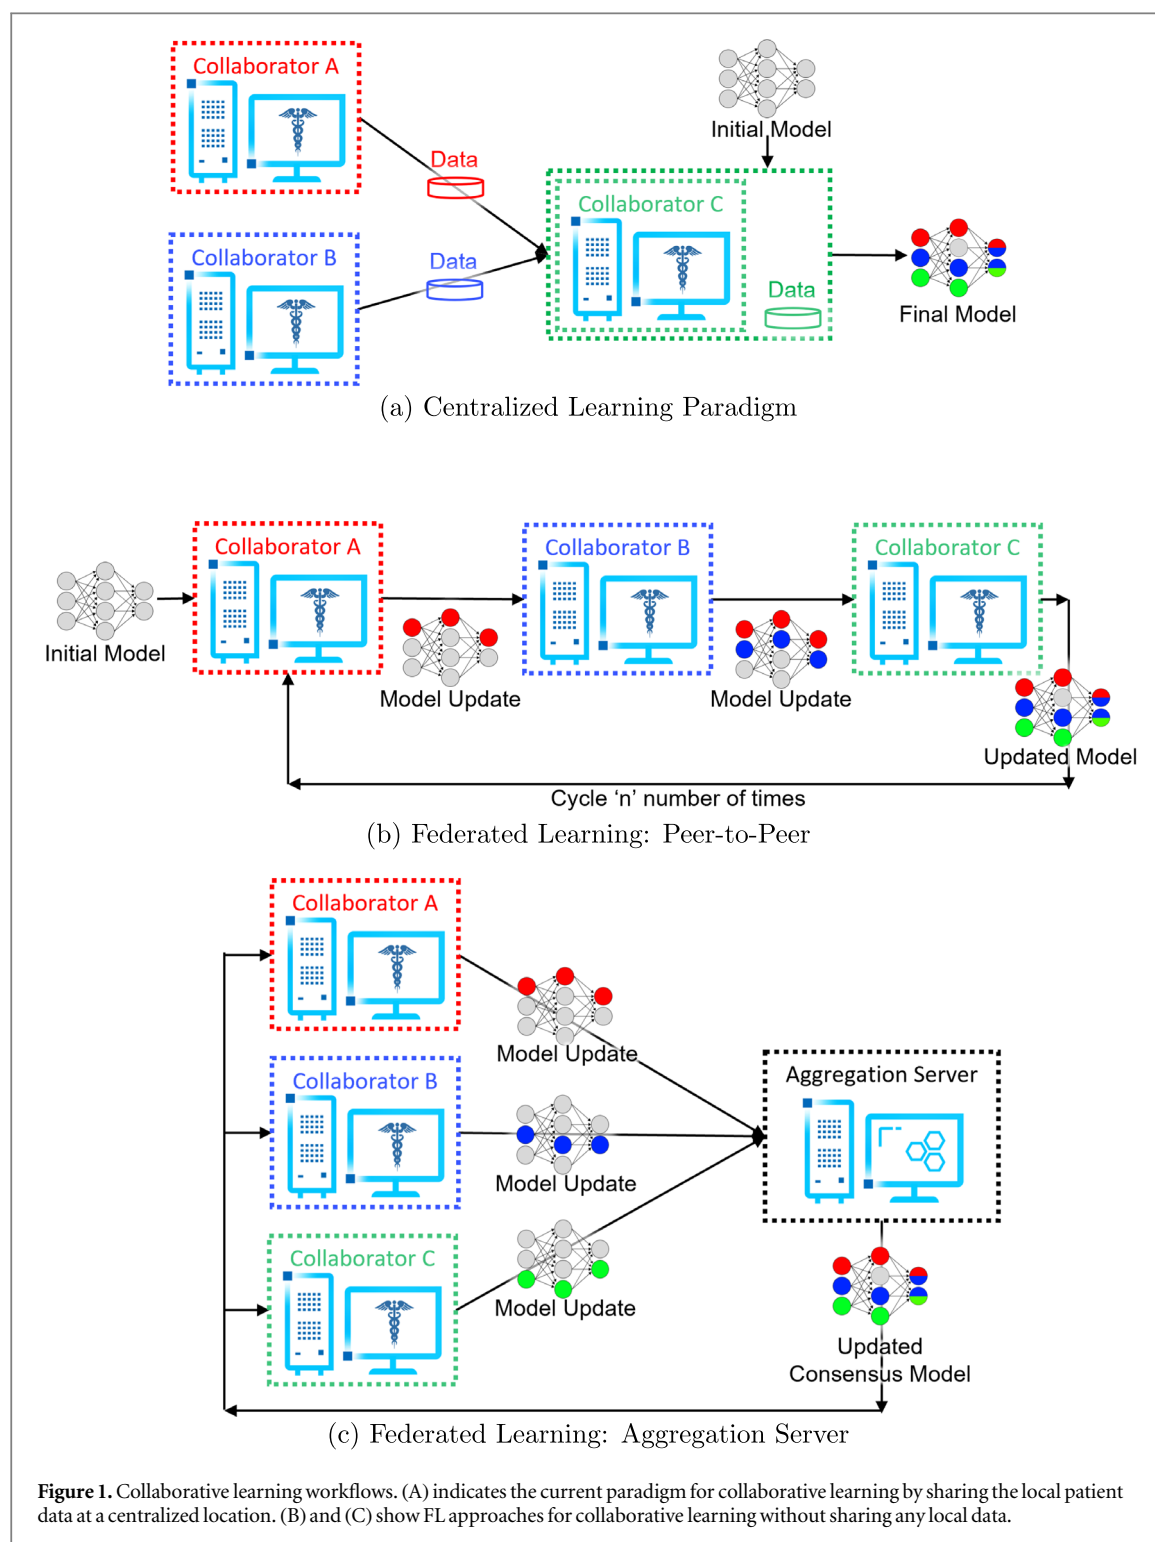 Collaborator A
Data
Initial Model
Collaborator C
Collaborator B
Data
Data
Final Model
(a) Centralized Learning Paradigm
Collaborator A
Collaborator B
Collaborator C
Initial Model
Model Update
Model Update
Updated Model
Cycle ‘n’ number of times
(b) Federated Learning: Peer-to-Peer
Collaborator A
Model Update
Collaborator B
Aggregation Server
Model Update
Collaborator C
Model Update
Updated
Consensus Model
(c) Federated Learning: Aggregation Server
Figure 1. Collaborative learning workflows. (A) indicates the current paradigm for collaborative learning by sharing the local patient
data at a centralized location. (B) and (C) show FL approaches for collaborative learning without sharing any local data.